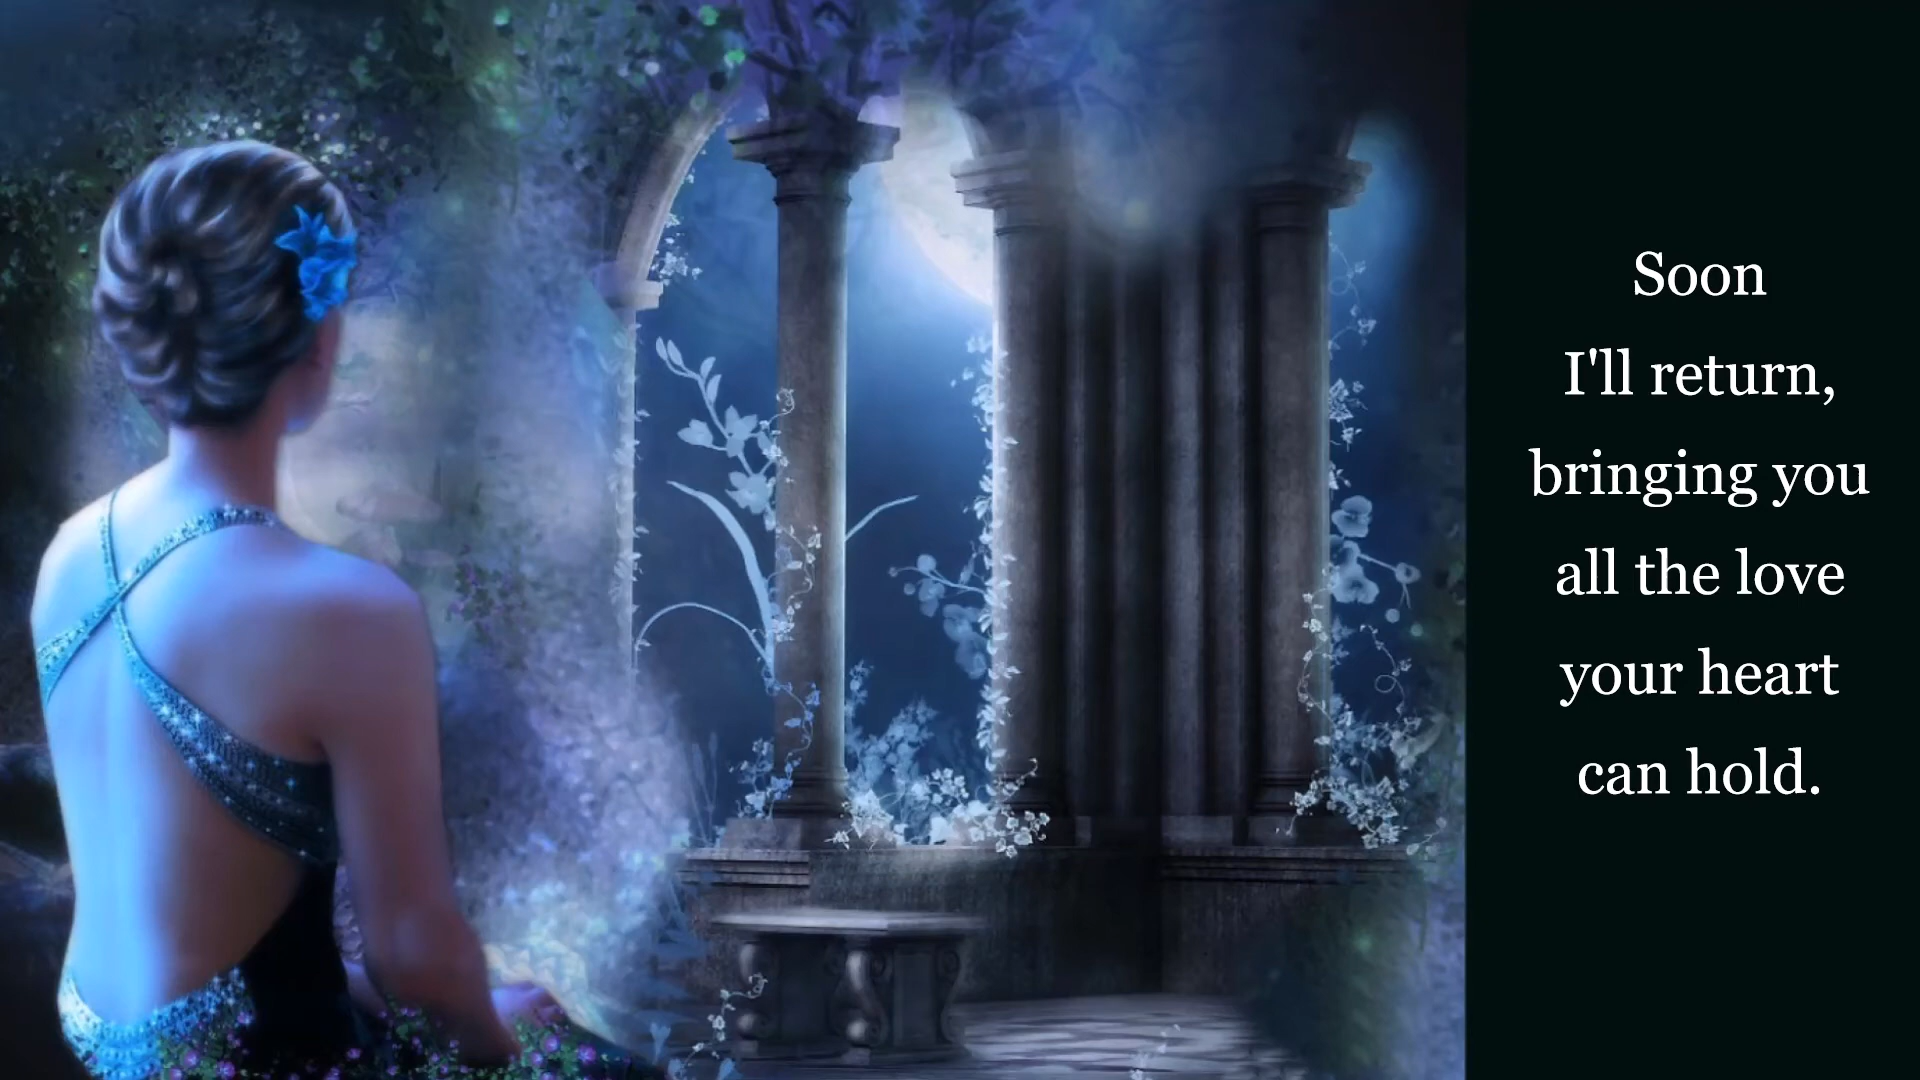 Soon
I'll return,
bringing you
all the love
your heart
can hold.